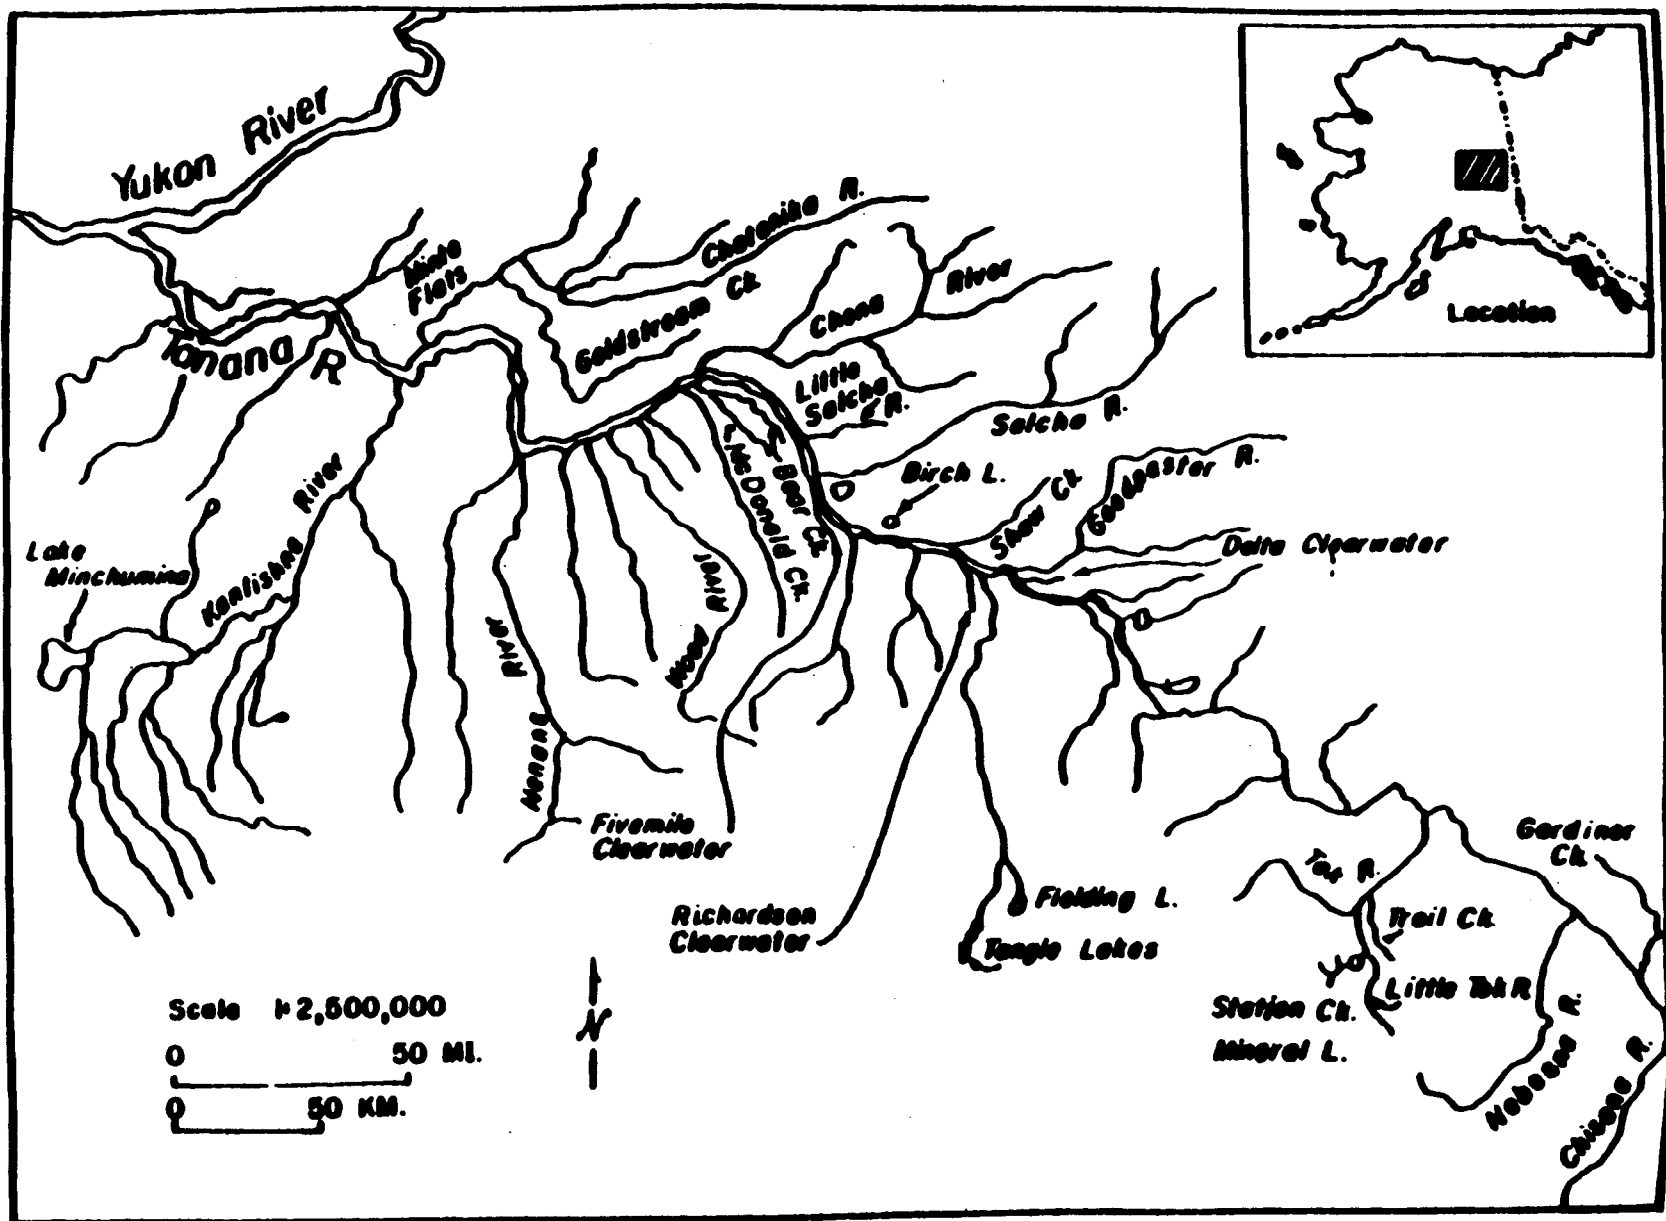 Yukon River
Minto
Flats
Chatanika R.
Goldstream Ck.
Chena River
Location
Tanana R
Little
Salcha
R.
Salcha R.
Birch L.
Shaw Ck
Goodpaster R.
Delta Clearwater
Bear Ck.
McDonald Ck.
Wood River
Kantishna River
Lake
Minchumina
Nenana River
Fivemile
Clearwater
Richardson
Clearwater
Fielding L.
Tangle Lakes
R.
Gardiner
Ck.
Trail Ck.
Little Tok R
Station Ck.
Mineral L.
Nabesna R.
Chisana R.
Scale 1:2,500,000
0 50 MI.
0 50 KM.
N